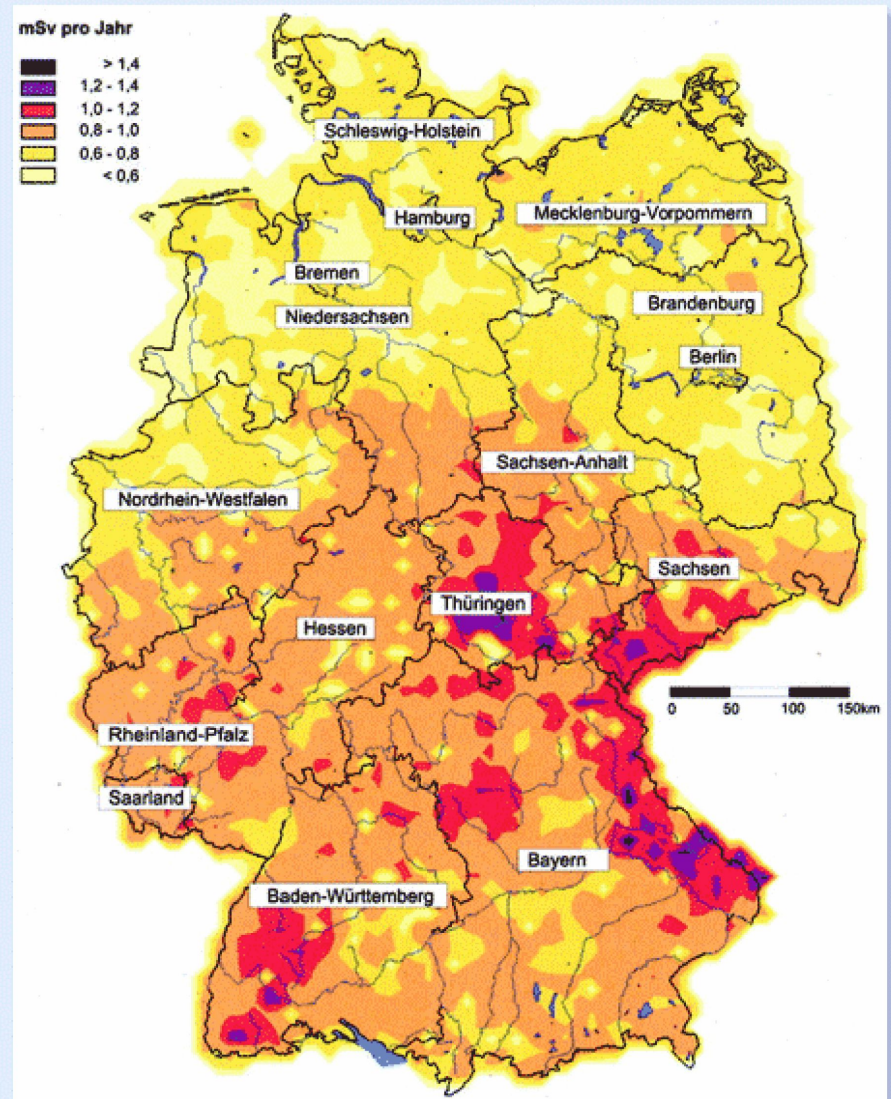 mSv pro Jahr
> 1,4
1,2 - 1,4
1,0 - 1,2
0,8 - 1,0
0,6 - 0,8
< 0,6
Schleswig-Holstein
Hamburg
Mecklenburg-Vorpommern
Bremen
Niedersachsen
Brandenburg
Berlin
Sachsen-Anhalt
Nordrhein-Westfalen
Sachsen
Thüringen
Hessen
0 50 100 150km
Rheinland-Pfalz
Saarland
Bayern
Baden-Württemberg